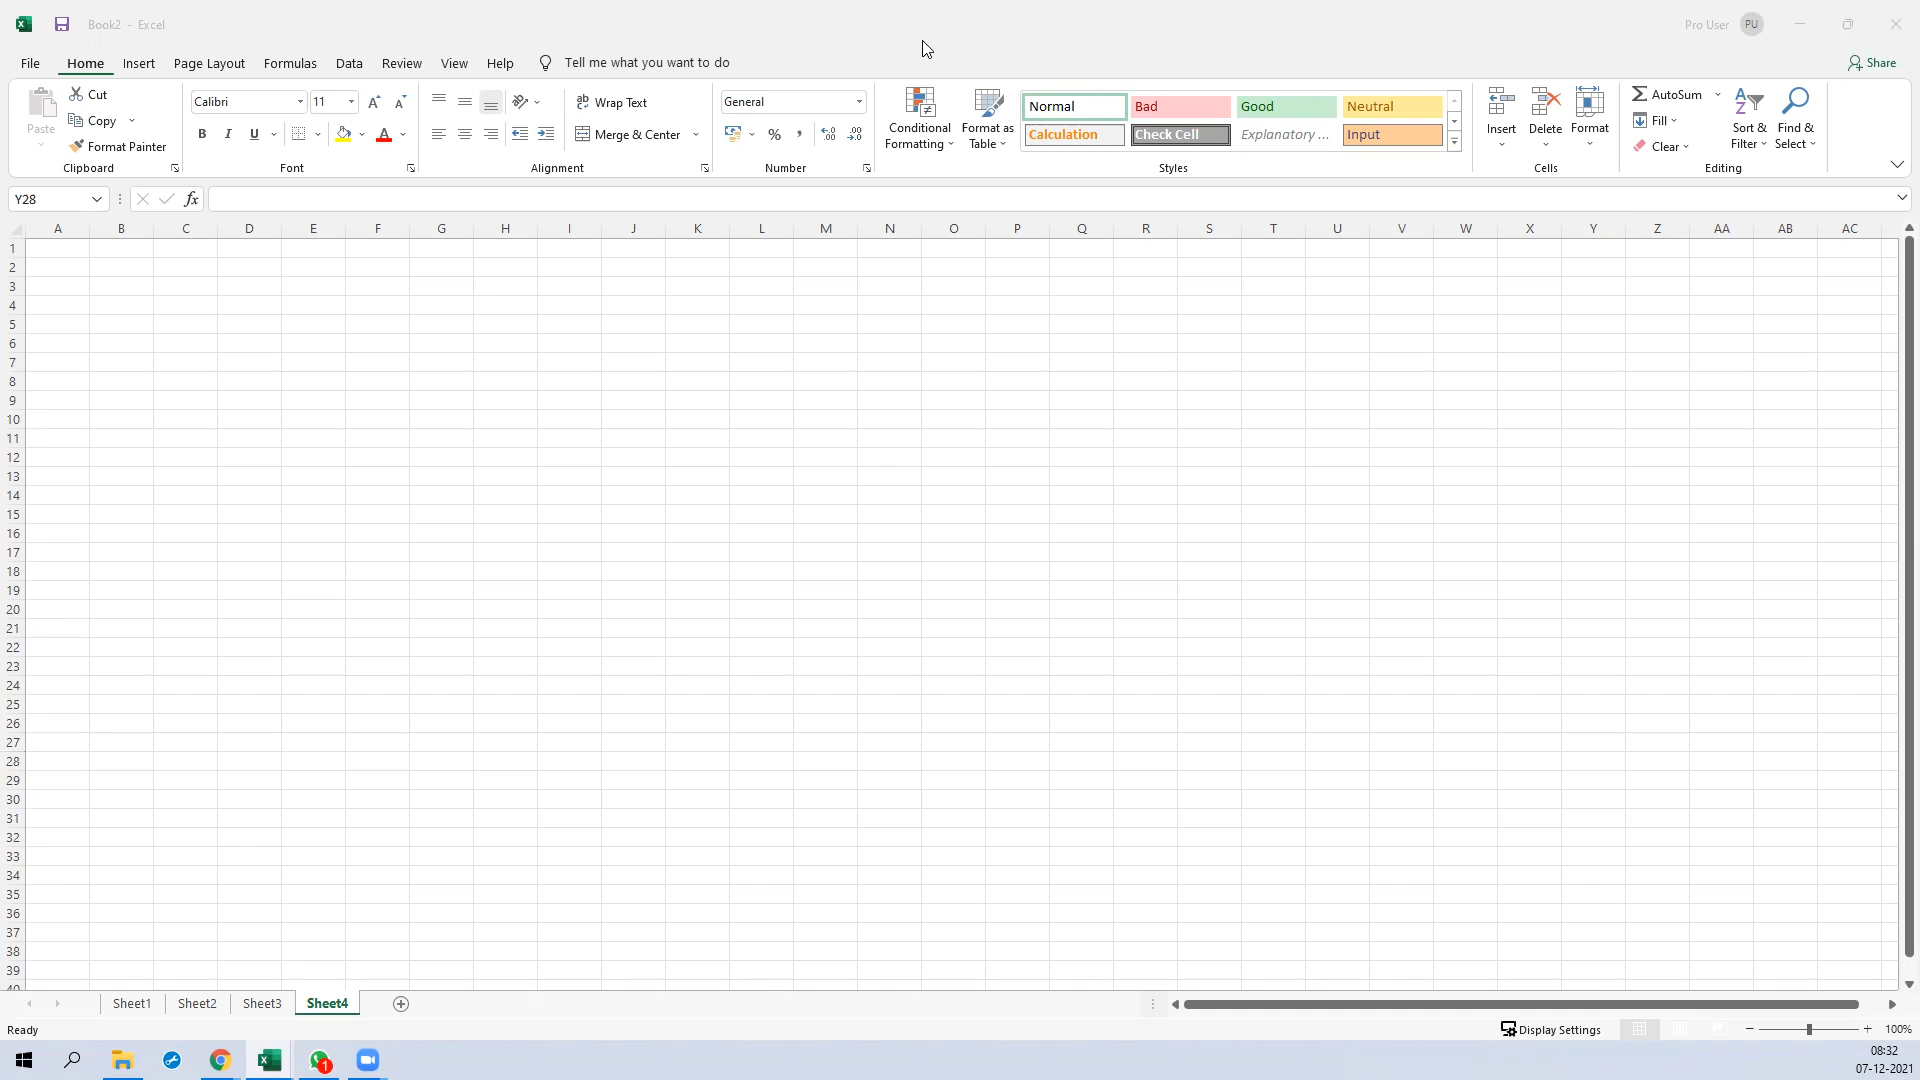 Book2 - Excel
Pro User PU
File Home Insert Page Layout Formulas Data Review View Help Tell me what you want to do Share
Paste Cut Copy Format Painter Clipboard
Calibri 11 B I U A Font
Wrap Text Merge & Center Alignment
General % Number
Conditional Formatting Format as Table
Normal Bad Good Neutral
Calculation Check Cell Explanatory ... Input
Styles
Insert Delete Format Cells
AutoSum Fill Clear Sort & Filter Find & Select Editing
Y28 fx
A B C D E F G H I J K L M N O P Q R S T U V W X Y Z AA AB AC
1
2
3
4
5
6
7
8
9
10
11
12
13
14
15
16
17
18
19
20
21
22
23
24
25
26
27
28
29
30
31
32
33
34
35
36
37
38
39
40
Sheet1 Sheet2 Sheet3 Sheet4
Ready Display Settings 100%
1
08:32
07-12-2021